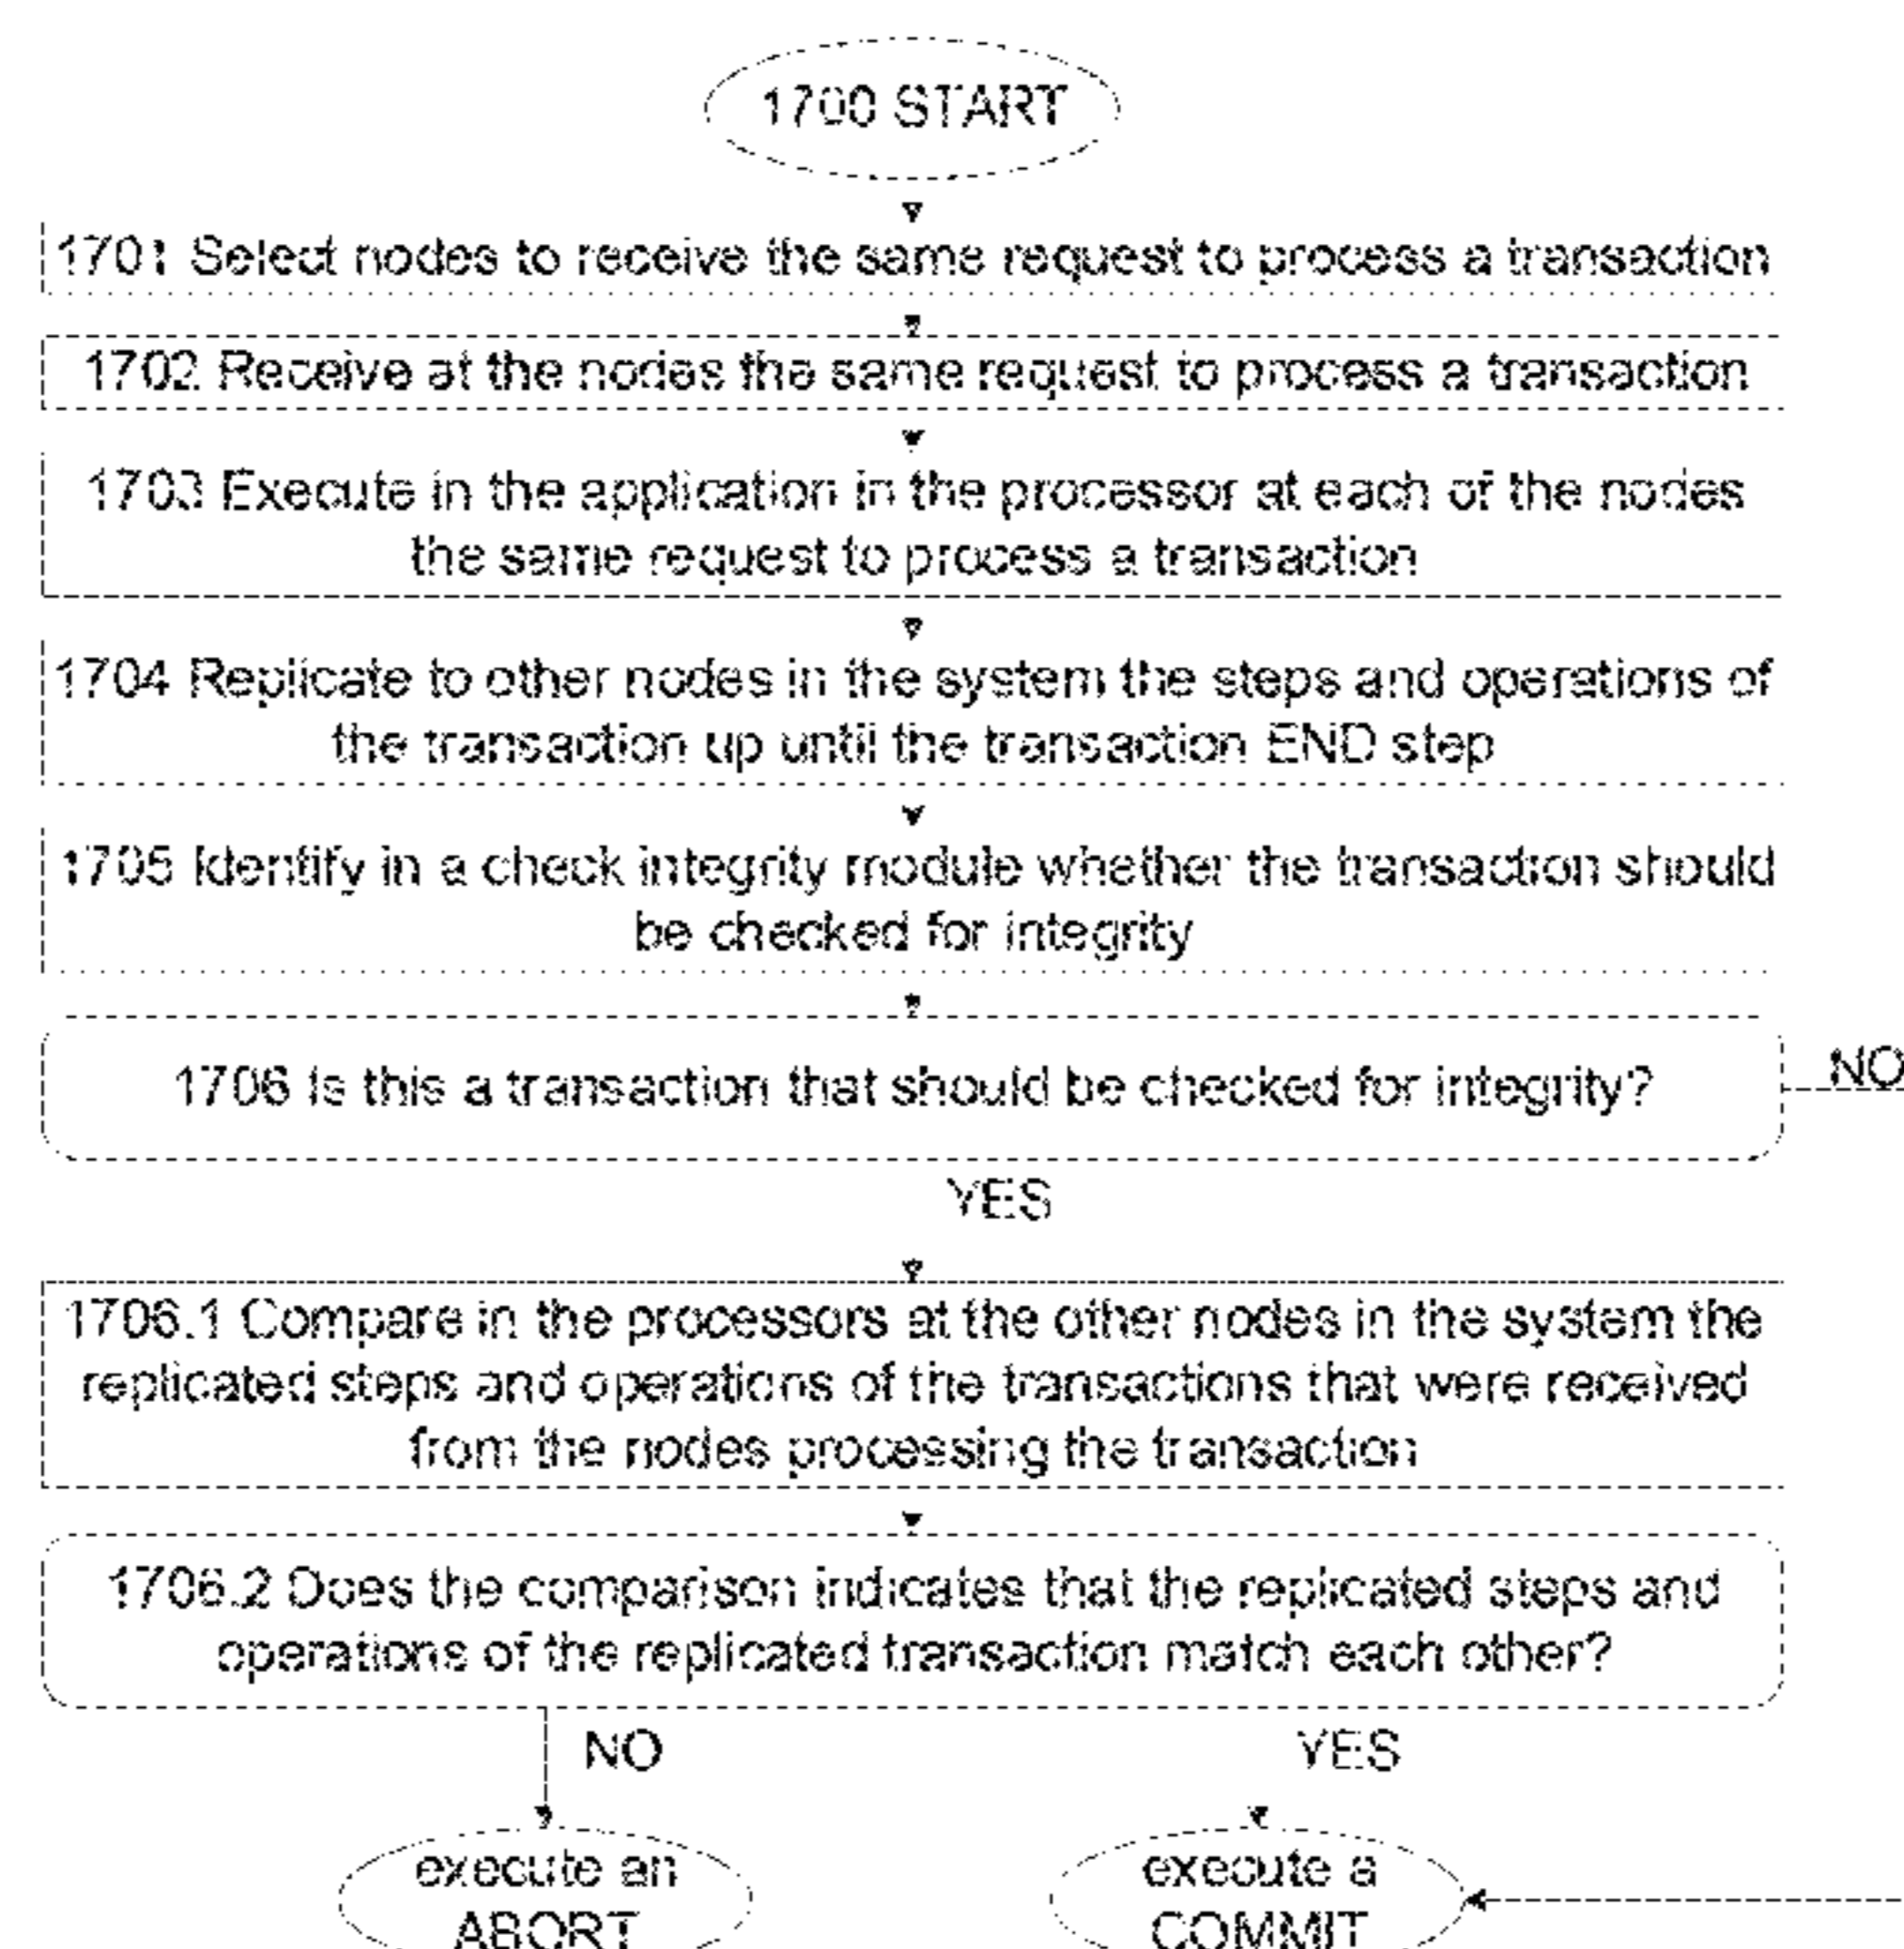 1700 START
1701 Select nodes to receive the same request to process a transaction
1702 Receive at the nodes the same request to process a transaction
1703 Execute in the application in the processor at each of the nodes
the same request to process a transaction
1704 Replicate to other nodes in the system the steps and operations of
the transaction up until the transaction END step
1705 Identify in a check integrity module whether the transaction should
be checked for integrity
1706 Is this a transaction that should be checked for integrity?
NO
YES
1706.1 Compare in the processors at the other nodes in the system the
replicated steps and operations of the transactions that were received
from the nodes processing the transaction
1706.2 Does the comparison indicates that the replicated steps and
operations of the replicated transaction match each other?
NO
YES
execute an
ABORT
execute a
COMMIT